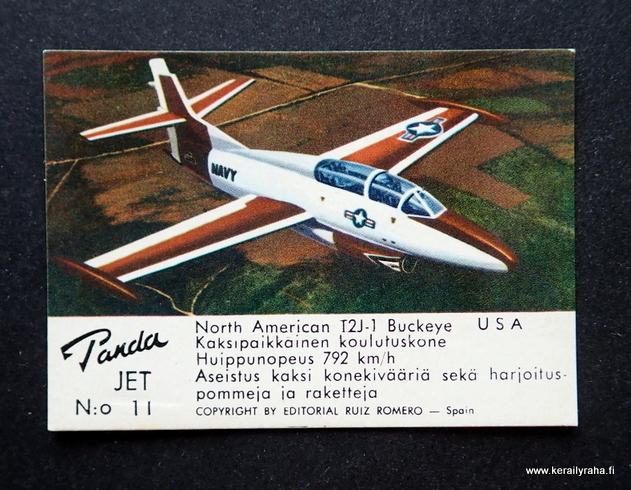 NAVY
Panda
JET
N:o 11
North American T2J-1 Buckeye USA
Kaksipaikkainen koulutuskone
Huippunopeus 792 km/h
Aseistus kaksi konekivääriä sekä harjoitus-
pommeja ja raketteja
COPYRIGHT BY EDITORIAL RUIZ ROMERO — Spain
www.kerailyraha.fi